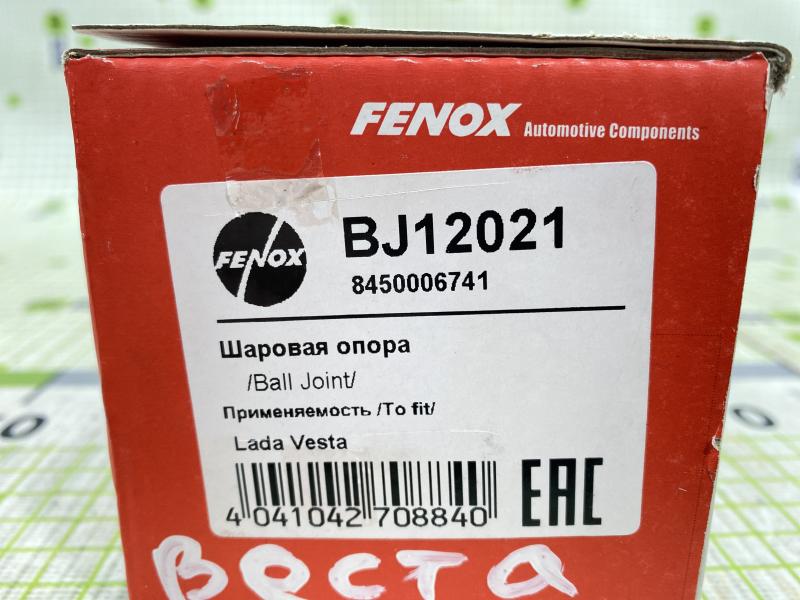 FENOX Automotive Components
FENOX
BJ12021
8450006741
Шаровая опора
/Ball Joint/
Применяемость /To fit/
Lada Vesta
4 041042 708840
EAC
Веста